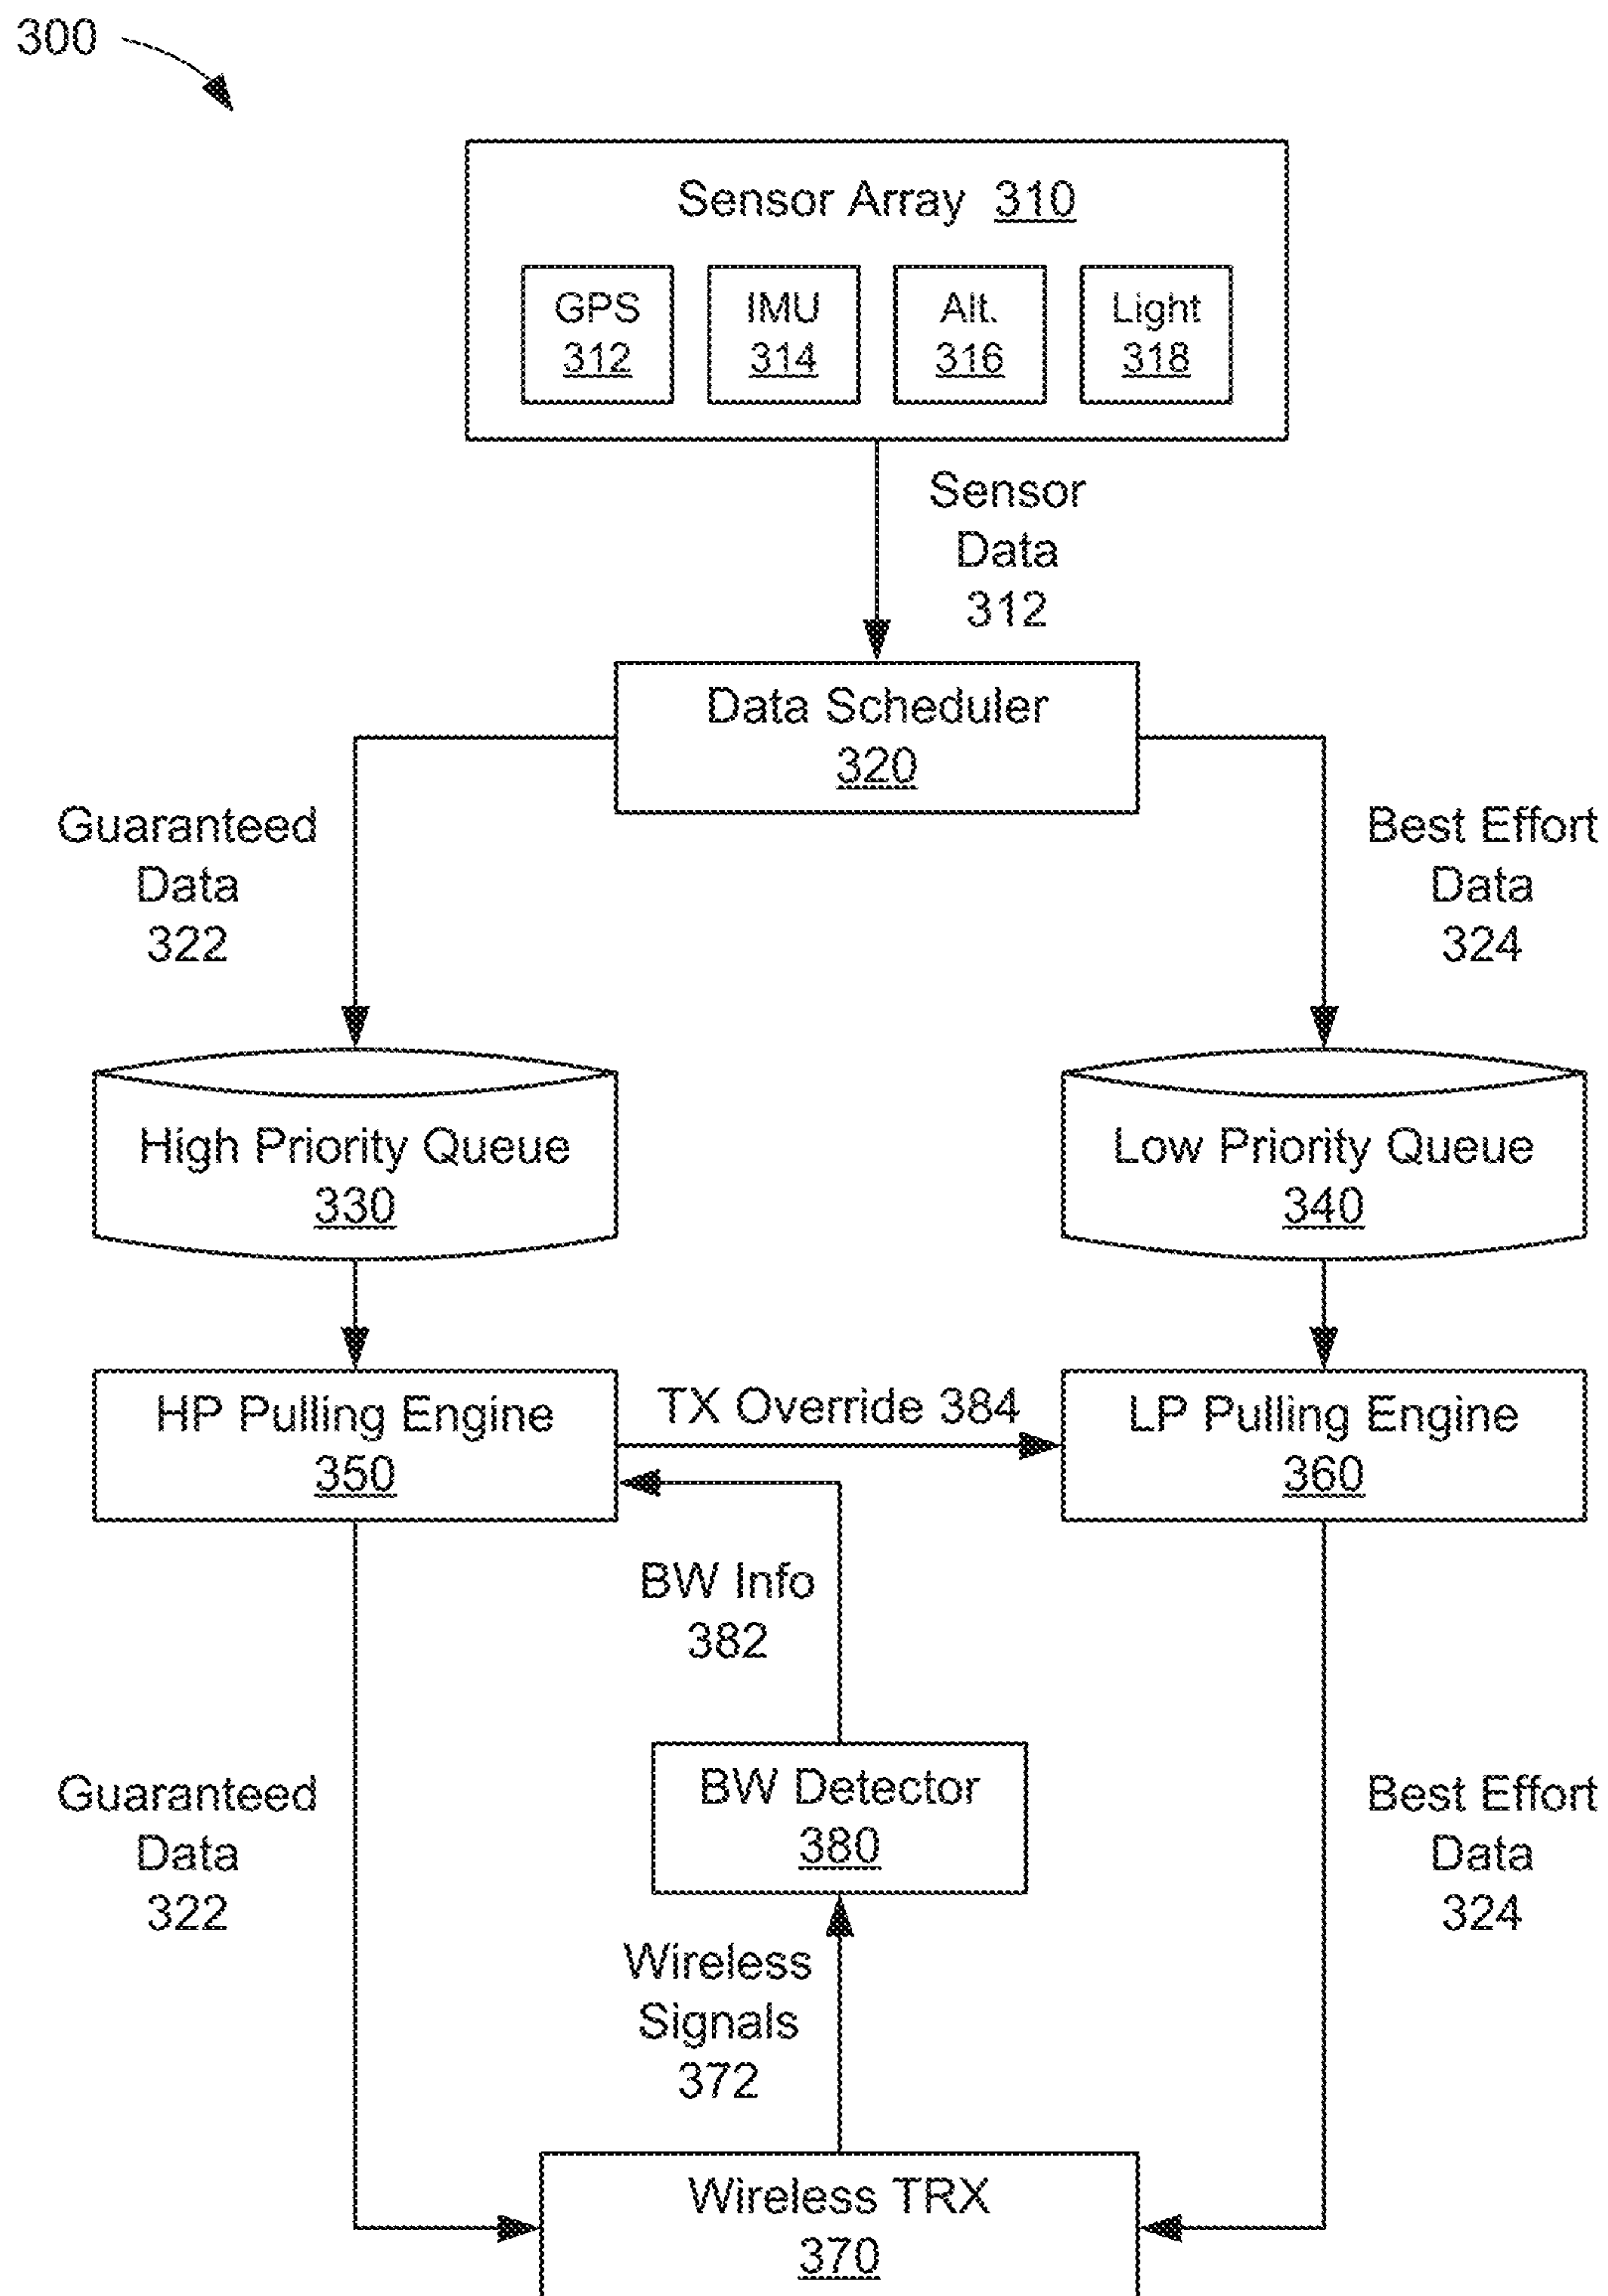 300
Sensor Array 310
GPS
312
IMU
314
Alt.
316
Light
318
Sensor
Data
312
Data Scheduler
320
Guaranteed
Data
322
Best Effort
Data
324
High Priority Queue
330
Low Priority Queue
340
HP Pulling Engine
350
TX Override 384
LP Pulling Engine
360
BW Info
382
BW Detector
380
Guaranteed
Data
322
Best Effort
Data
324
Wireless
Signals
372
Wireless TRX
370